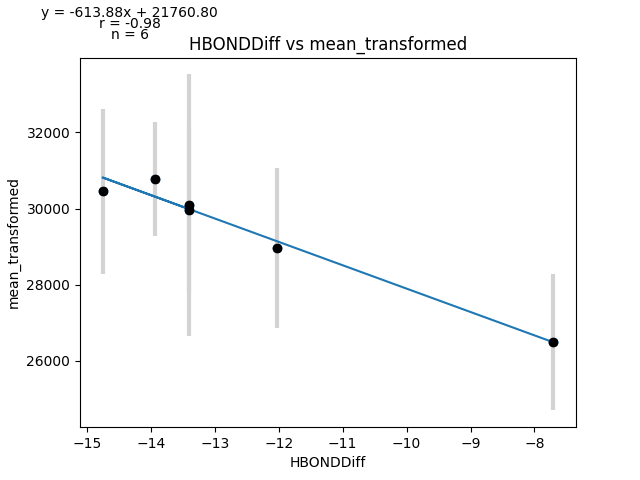 y = -613.88x + 21760.80
r = -0.98
n = 6
HBONDDiff vs mean_transformed
32000
30000
28000
26000
mean_transformed
−15
−14
−13
−12
−11
−10
−9
−8
HBONDDiff